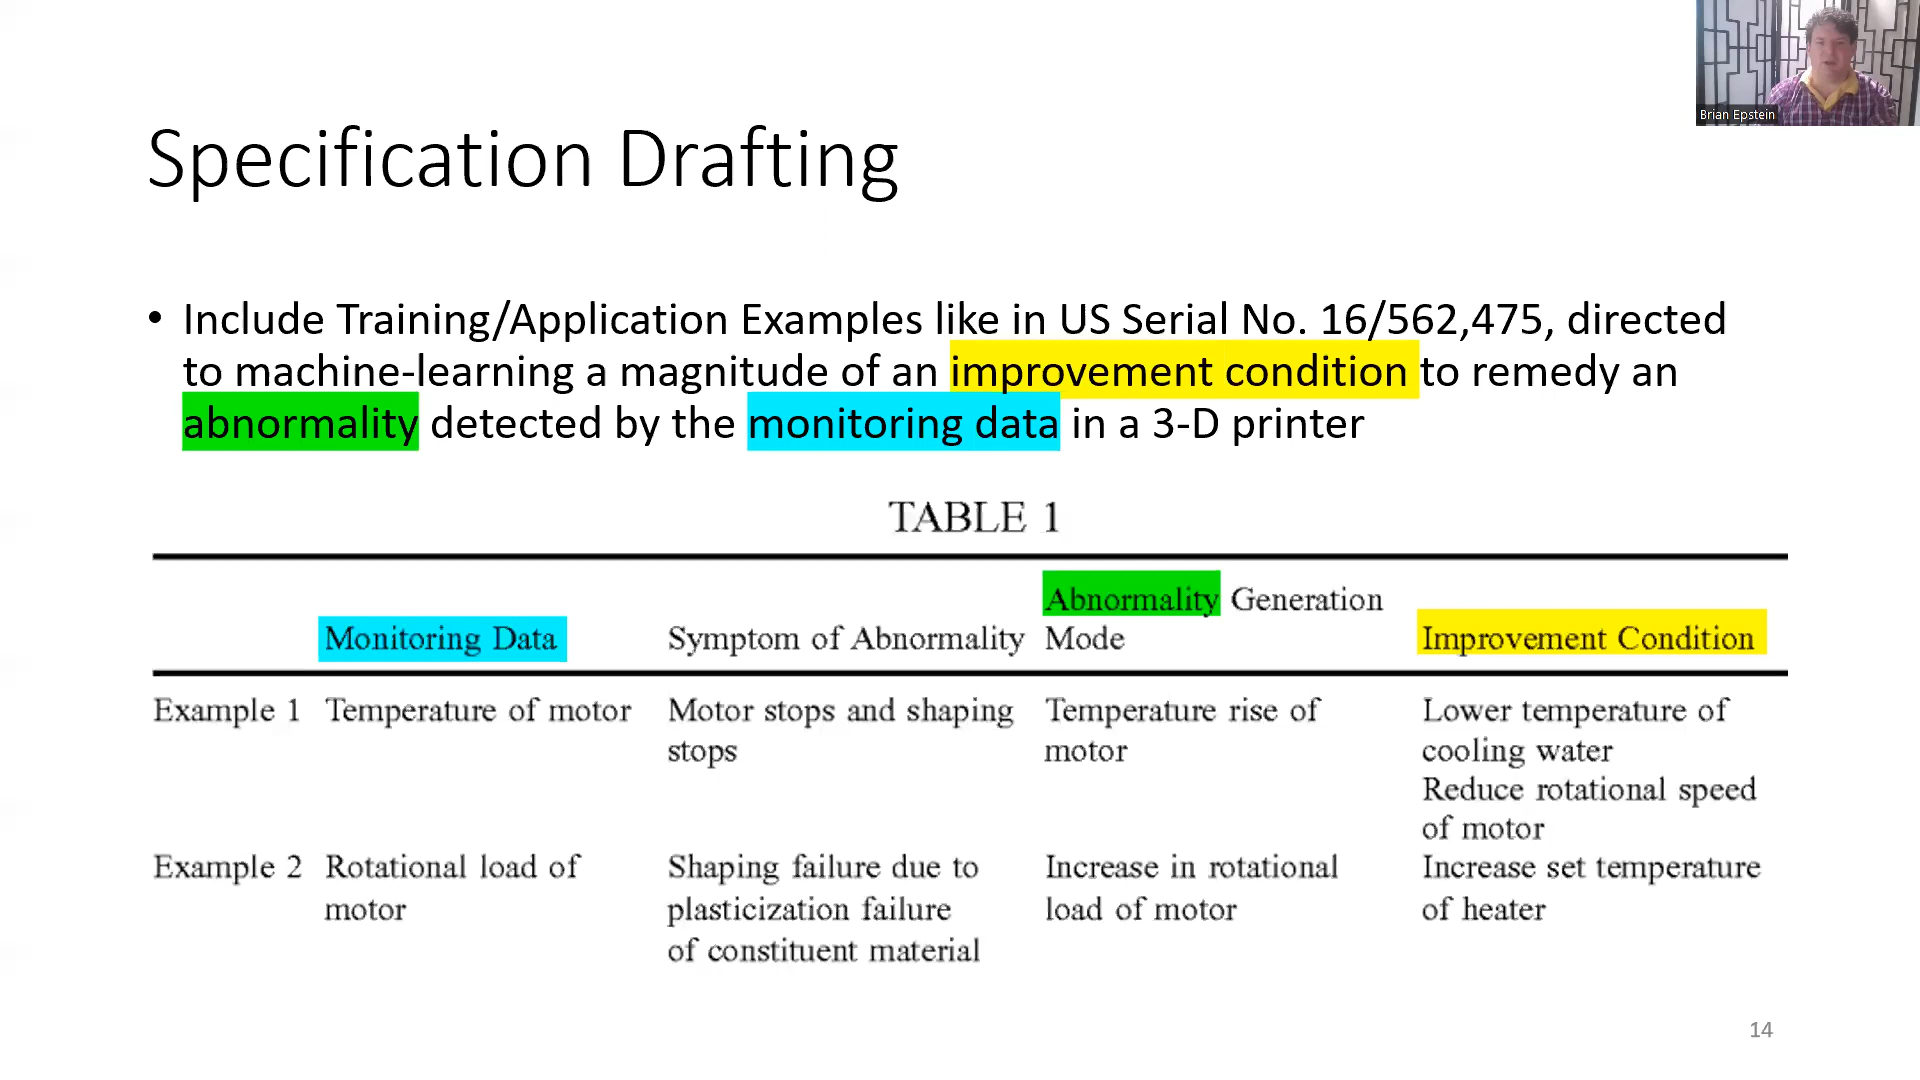 Brian Epstein
Specification Drafting
• Include Training/Application Examples like in US Serial No. 16/562,475, directed
to machine-learning a magnitude of an improvement condition to remedy an
abnormality detected by the monitoring data in a 3-D printer
TABLE 1
Monitoring Data Symptom of Abnormality Abnormality Generation Mode Improvement Condition
Example 1 Temperature of motor Motor stops and shaping Temperature rise of Lower temperature of
stops motor cooling water
Reduce rotational speed
of motor
Example 2 Rotational load of Shaping failure due to Increase in rotational Increase set temperature
motor plasticization failure load of motor of heater
of constituent material
14